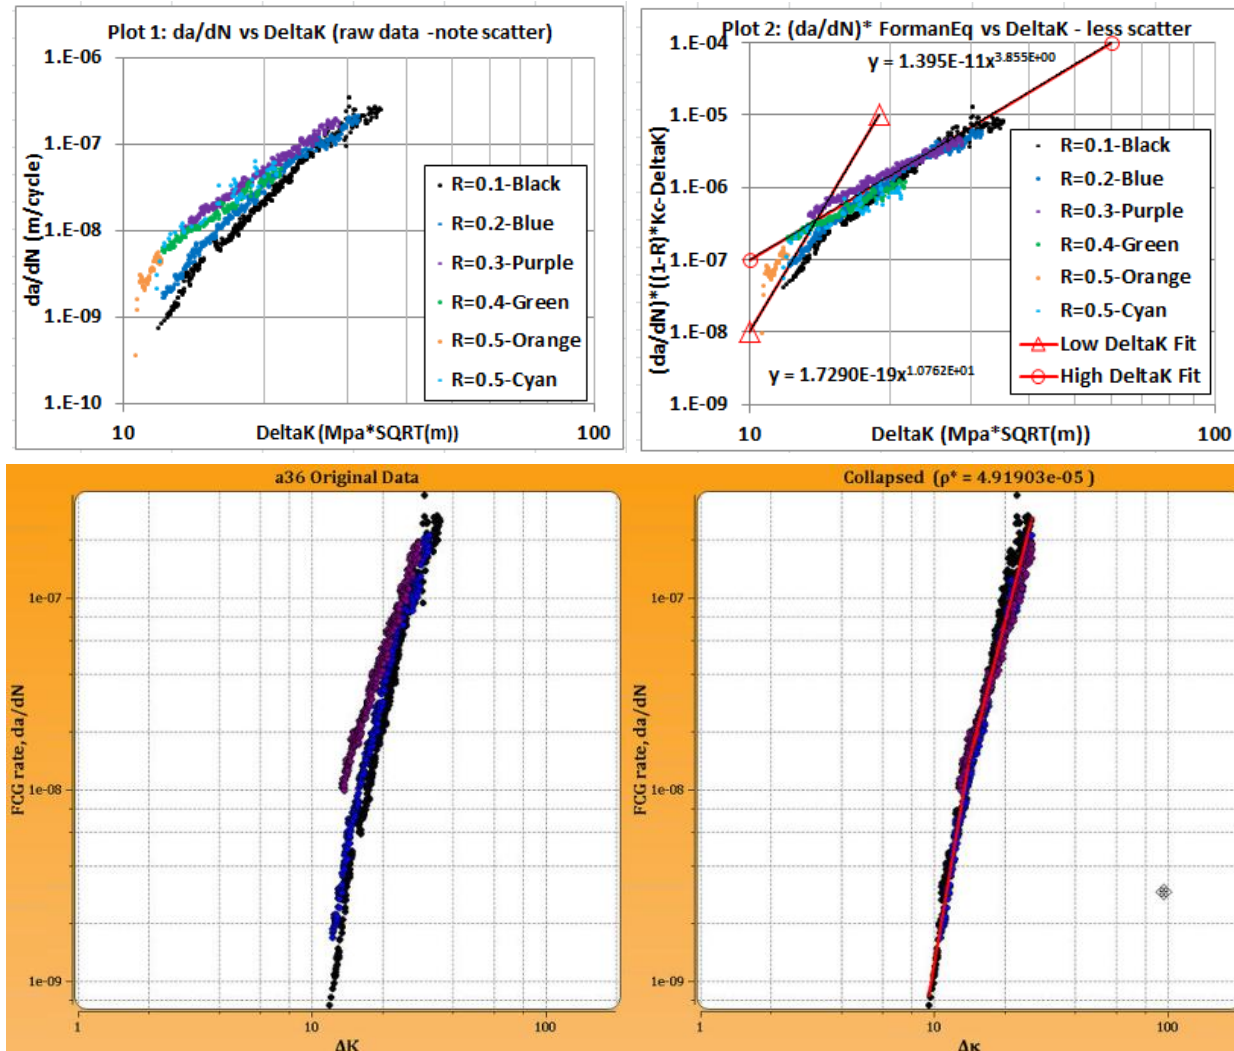 Plot 1: da/dN vs DeltaK (raw data -note scatter)
1.E-06
1.E-07
1.E-08
1.E-09
1.E-10
da/dN (m/cycle)
R=0.1-Black
R=0.2-Blue
R=0.3-Purple
R=0.4-Green
R=0.5-Orange
R=0.5-Cyan
10
DeltaK (Mpa*SQRT(m))
100
Plot 2: (da/dN)* FormanEq vs DeltaK - less scatter
1.E-04
1.E-05
1.E-06
1.E-07
1.E-08
1.E-09
(da/dN)*((1-R)*Kc-DeltaK)
y = 1.395E-11x3.855E+00
y = 1.7290E-19x1.0762E+01
R=0.1-Black
R=0.2-Blue
R=0.3-Purple
R=0.4-Green
R=0.5-Orange
R=0.5-Cyan
Low DeltaK Fit
High DeltaK Fit
10
DeltaK (Mpa*SQRT(m))
100
a36 Original Data
FCG rate, da/dN
1e-07
1e-08
1e-09
1
10
100
ΔK
Collapsed (ρ* = 4.91903e-05 )
FCG rate, da/dN
1e-07
1e-08
1e-09
1
10
100
Δκ